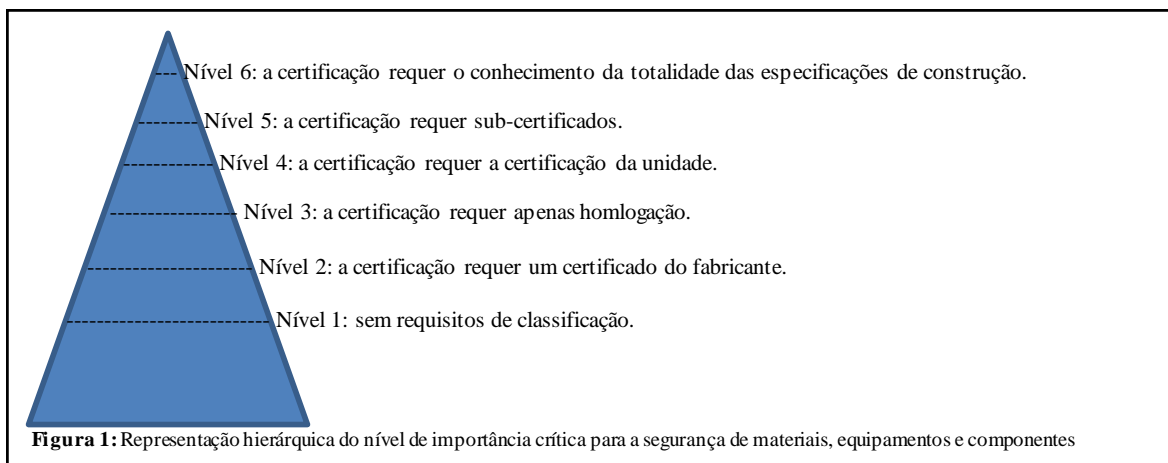 Nível 6: a certificação requer o conhecimento da totalidade das especificações de construção.
Nível 5: a certificação requer sub-certificados.
Nível 4: a certificação requer a certificação da unidade.
Nível 3: a certificação requer apenas homlogação.
Nível 2: a certificação requer um certificado do fabricante.
Nível 1: sem requisitos de classificação.
Figura 1: Representação hierárquica do nível de importância crítica para a segurança de materiais, equipamentos e componentes